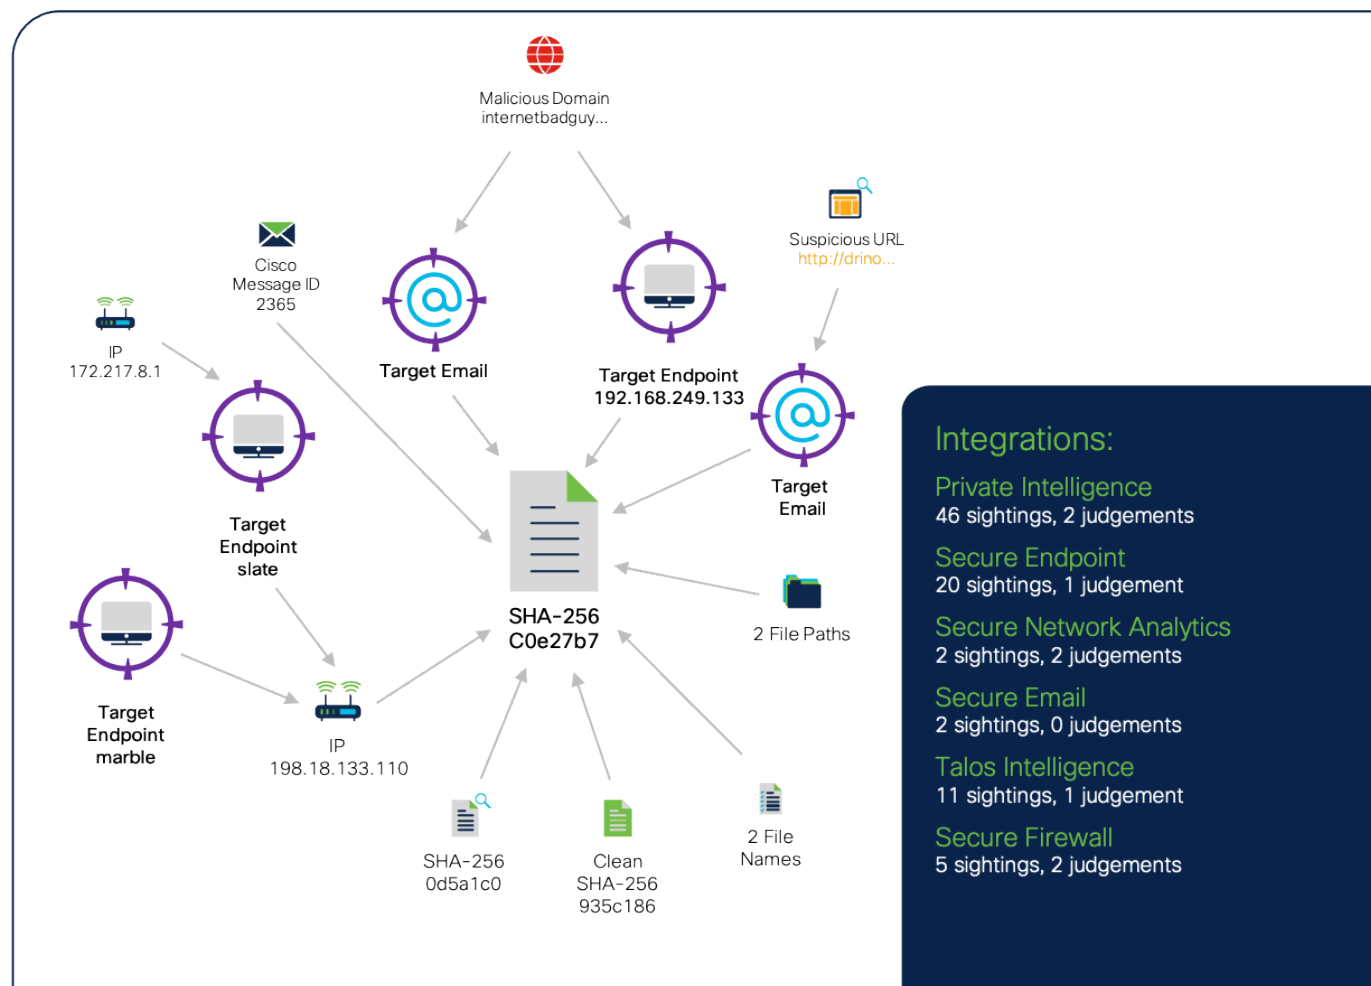 Malicious Domain
internetbadguy...
Suspicious URL
http://drino...
Cisco
Message ID
2365
IP
172.217.8.1
Target Email
Target Endpoint
192.168.249.133
Target
Email
Target
Endpoint
slate
SHA-256
C0e27b7
2 File Paths
Target
Endpoint
marble
IP
198.18.133.110
SHA-256
0d5a1c0
Clean
SHA-256
935c186
2 File
Names
Integrations:
Private Intelligence
46 sightings, 2 judgements
Secure Endpoint
20 sightings, 1 judgement
Secure Network Analytics
2 sightings, 2 judgements
Secure Email
2 sightings, 0 judgements
Talos Intelligence
11 sightings, 1 judgement
Secure Firewall
5 sightings, 2 judgements